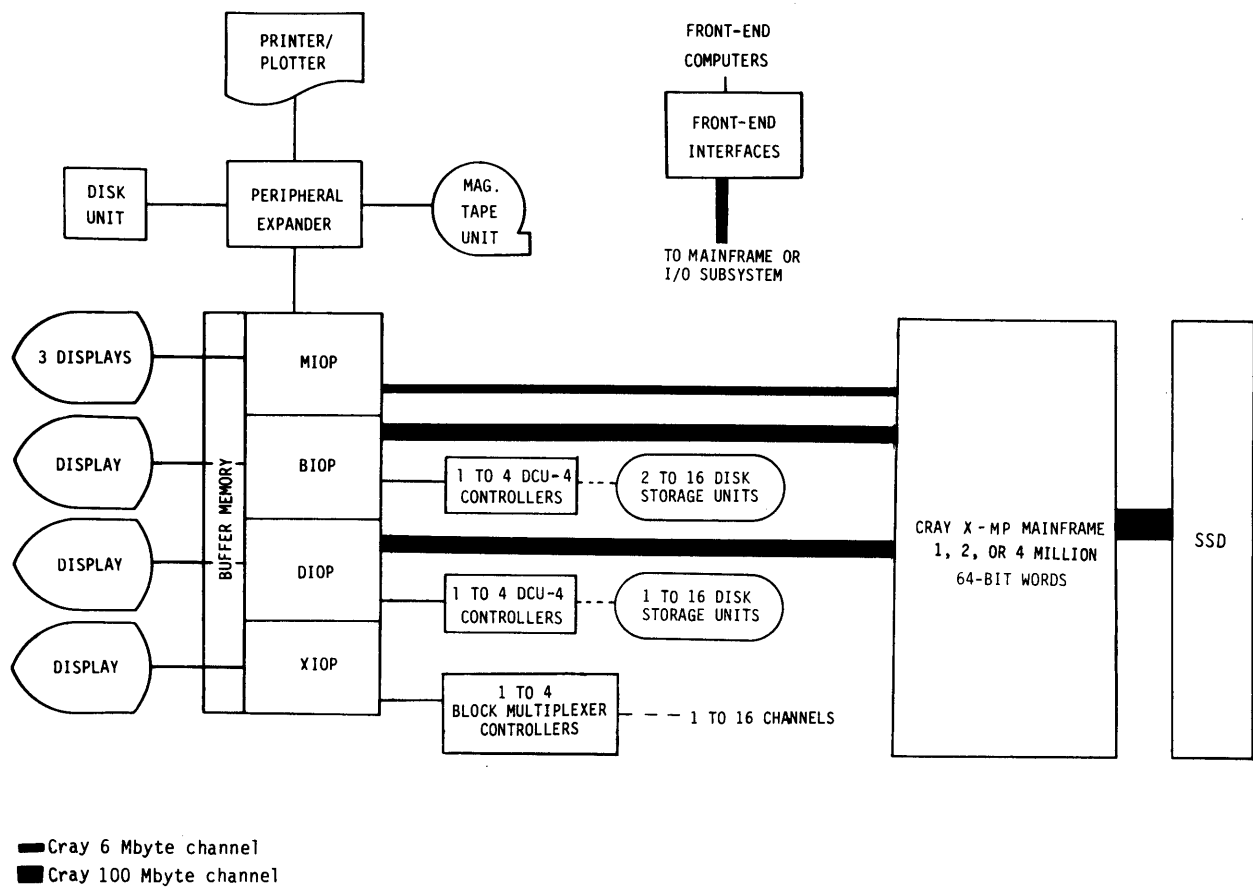 PRINTER/
PLOTTER
FRONT-END
COMPUTERS
FRONT-END
INTERFACES
DISK
UNIT
PERIPHERAL
EXPANDER
MAG.
TAPE
UNIT
TO MAINFRAME OR
I/O SUBSYSTEM
3 DISPLAYS
DISPLAY
DISPLAY
DISPLAY
BUFFER MEMORY
MIOP
BIOP
DIOP
XIOP
1 TO 4 DCU-4
CONTROLLERS
2 TO 16 DISK
STORAGE UNITS
1 TO 4 DCU-4
CONTROLLERS
1 TO 16 DISK
STORAGE UNITS
1 TO 4
BLOCK MULTIPLEXER
CONTROLLERS
1 TO 16 CHANNELS
CRAY X-MP MAINFRAME
1, 2, OR 4 MILLION
64-BIT WORDS
SSD
Cray 6 Mbyte channel
Cray 100 Mbyte channel